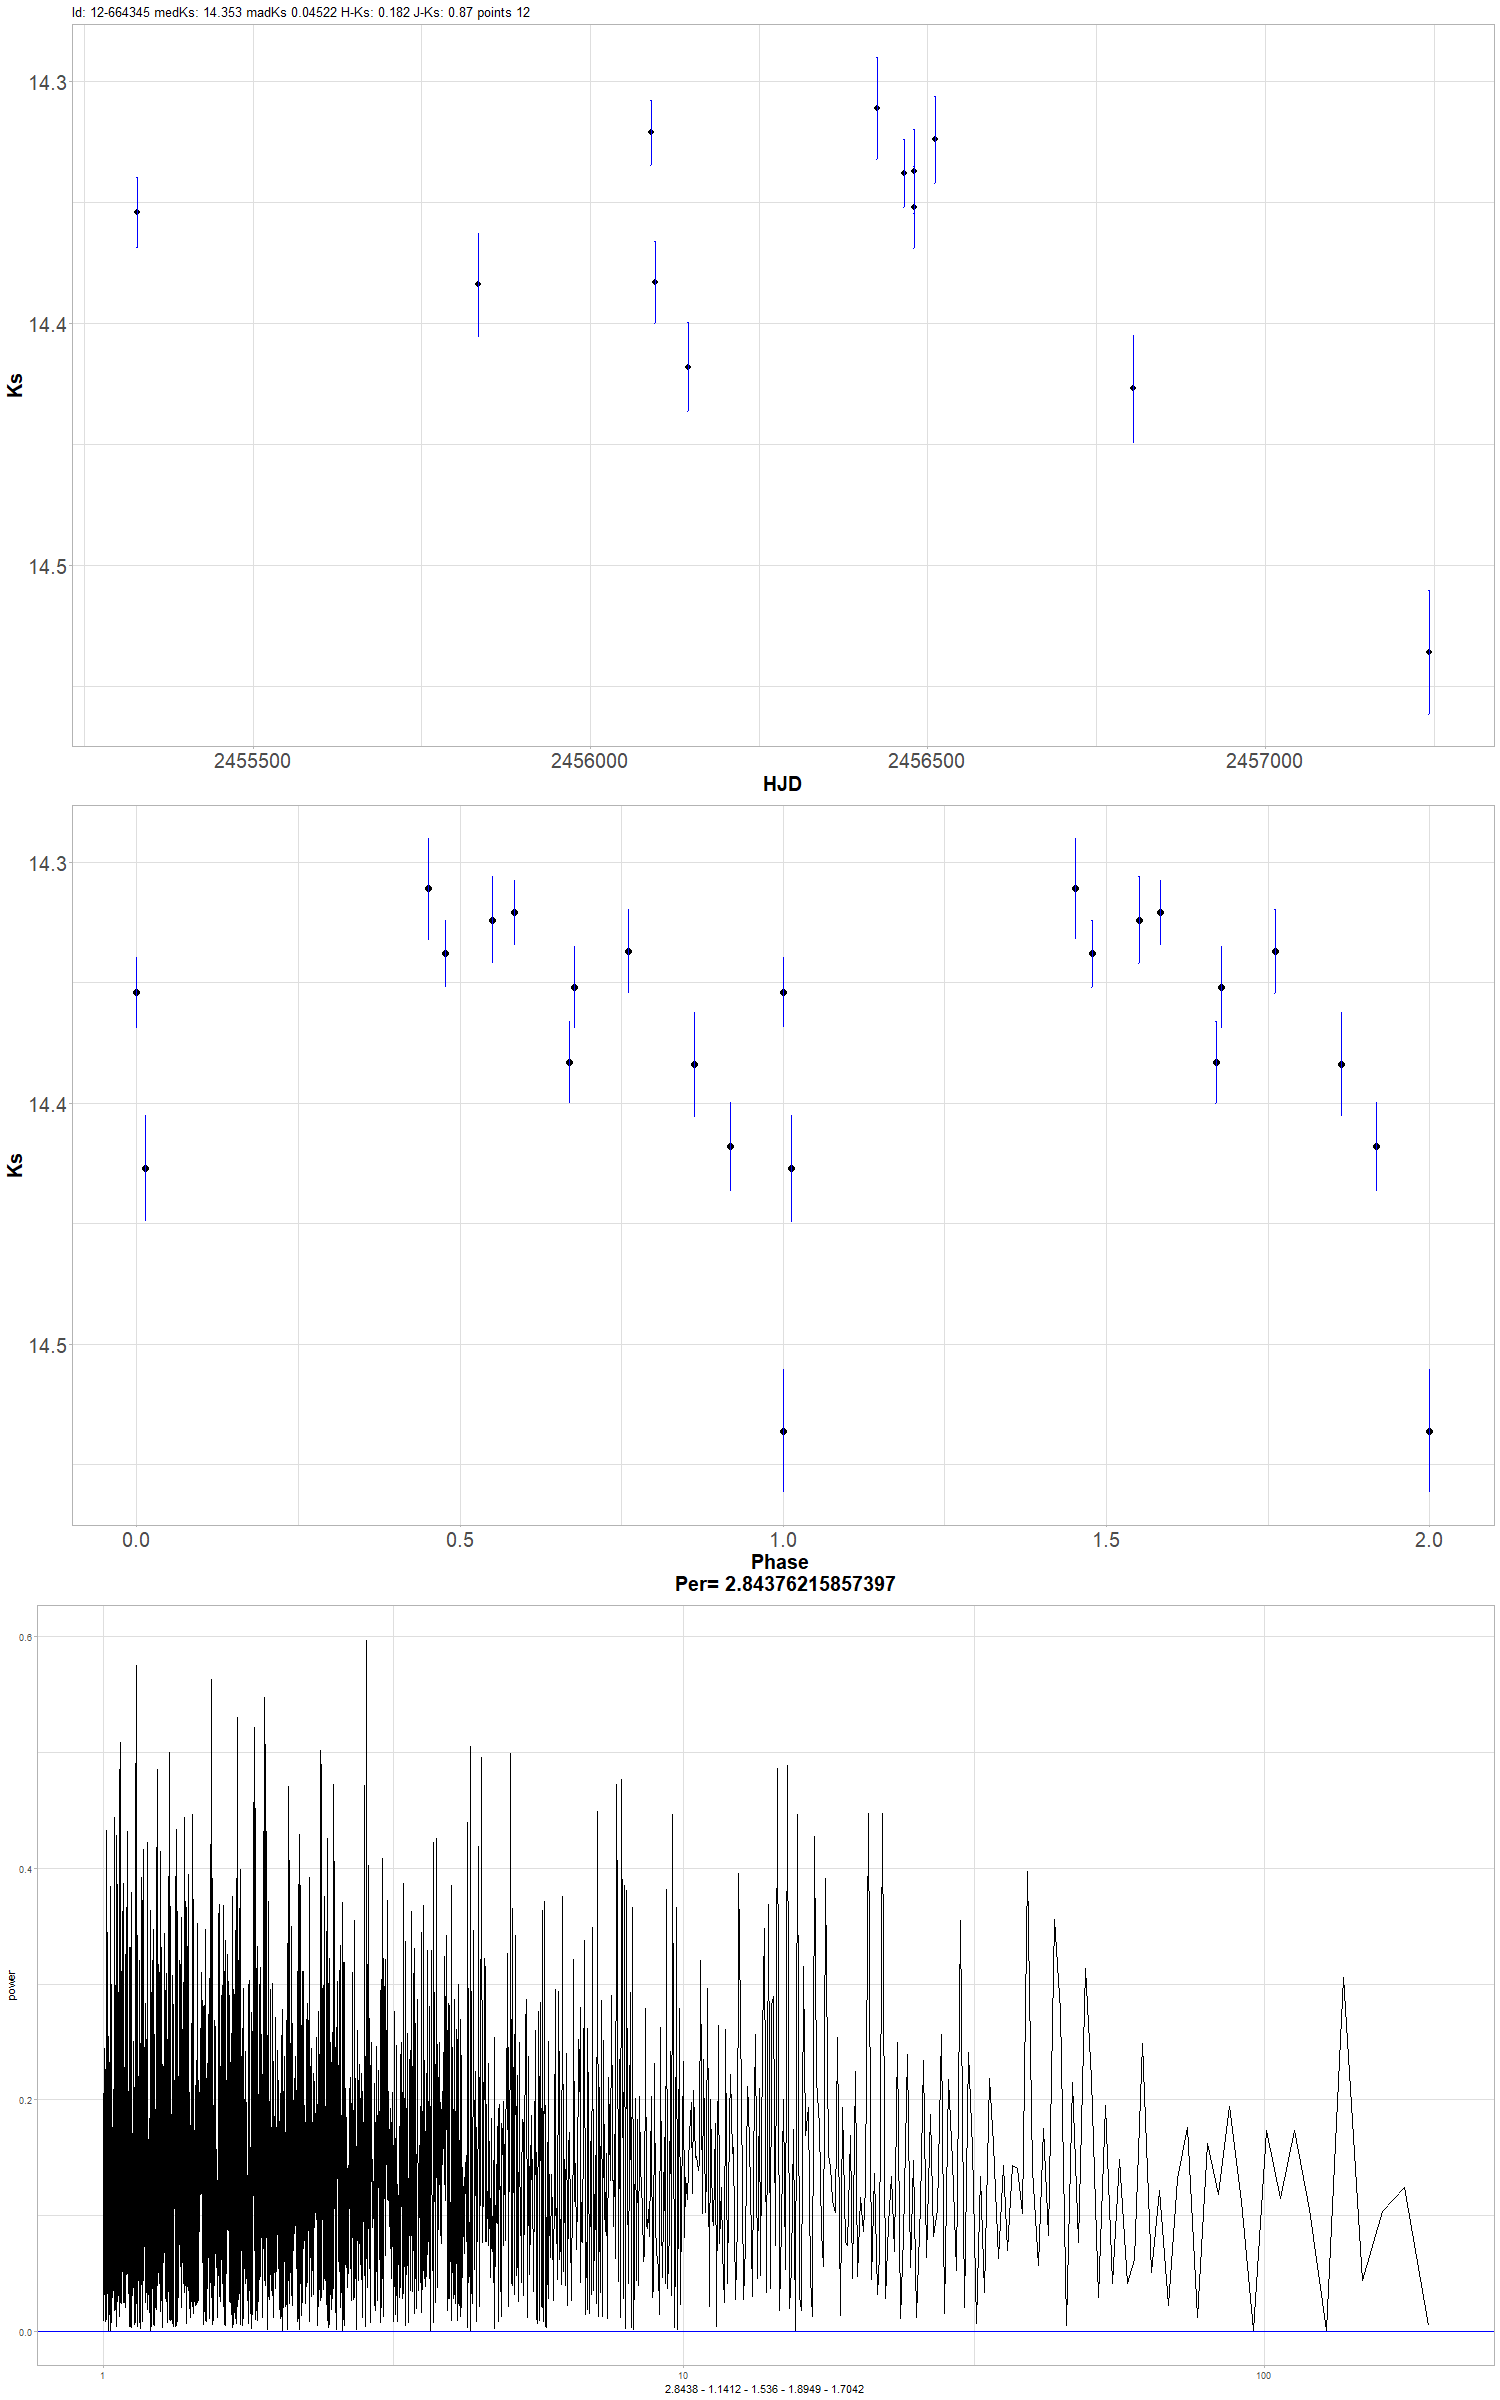 Id: 12-664345 medKs: 14.353 madKs 0.04522 H-Ks: 0.182 J-Ks: 0.87 points 12
14.3
14.4
14.5
Ks
2455500 2456000 2456500 2457000
HJD
14.3
14.4
14.5
Ks
0.0 0.5 1.0 1.5 2.0
Phase
Per= 2.84376215857397
0.6
0.4
0.2
0.0
power
1 10 100
2.8438 - 1.1412 - 1.536 - 1.8949 - 1.7042